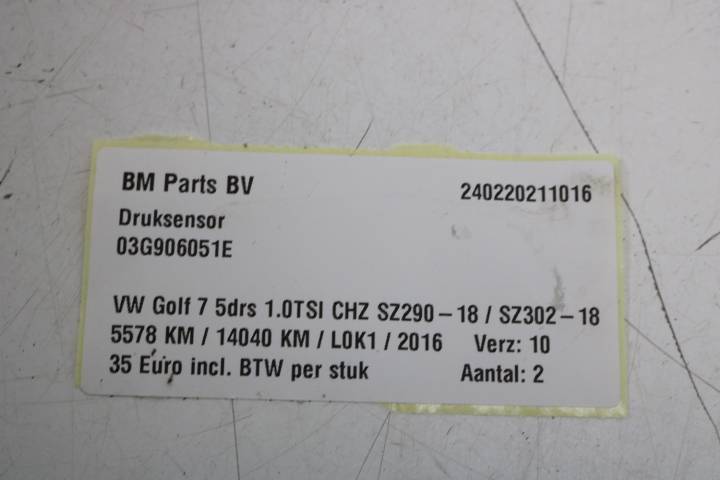 BM Parts BV 240220211016
Druksensor
03G906051E
VW Golf 7 5drs 1.0TSI CHZ SZ290-18 / SZ302-18
5578 KM / 14040 KM / L0K1 / 2016 Verz: 10
35 Euro incl. BTW per stuk Aantal: 2